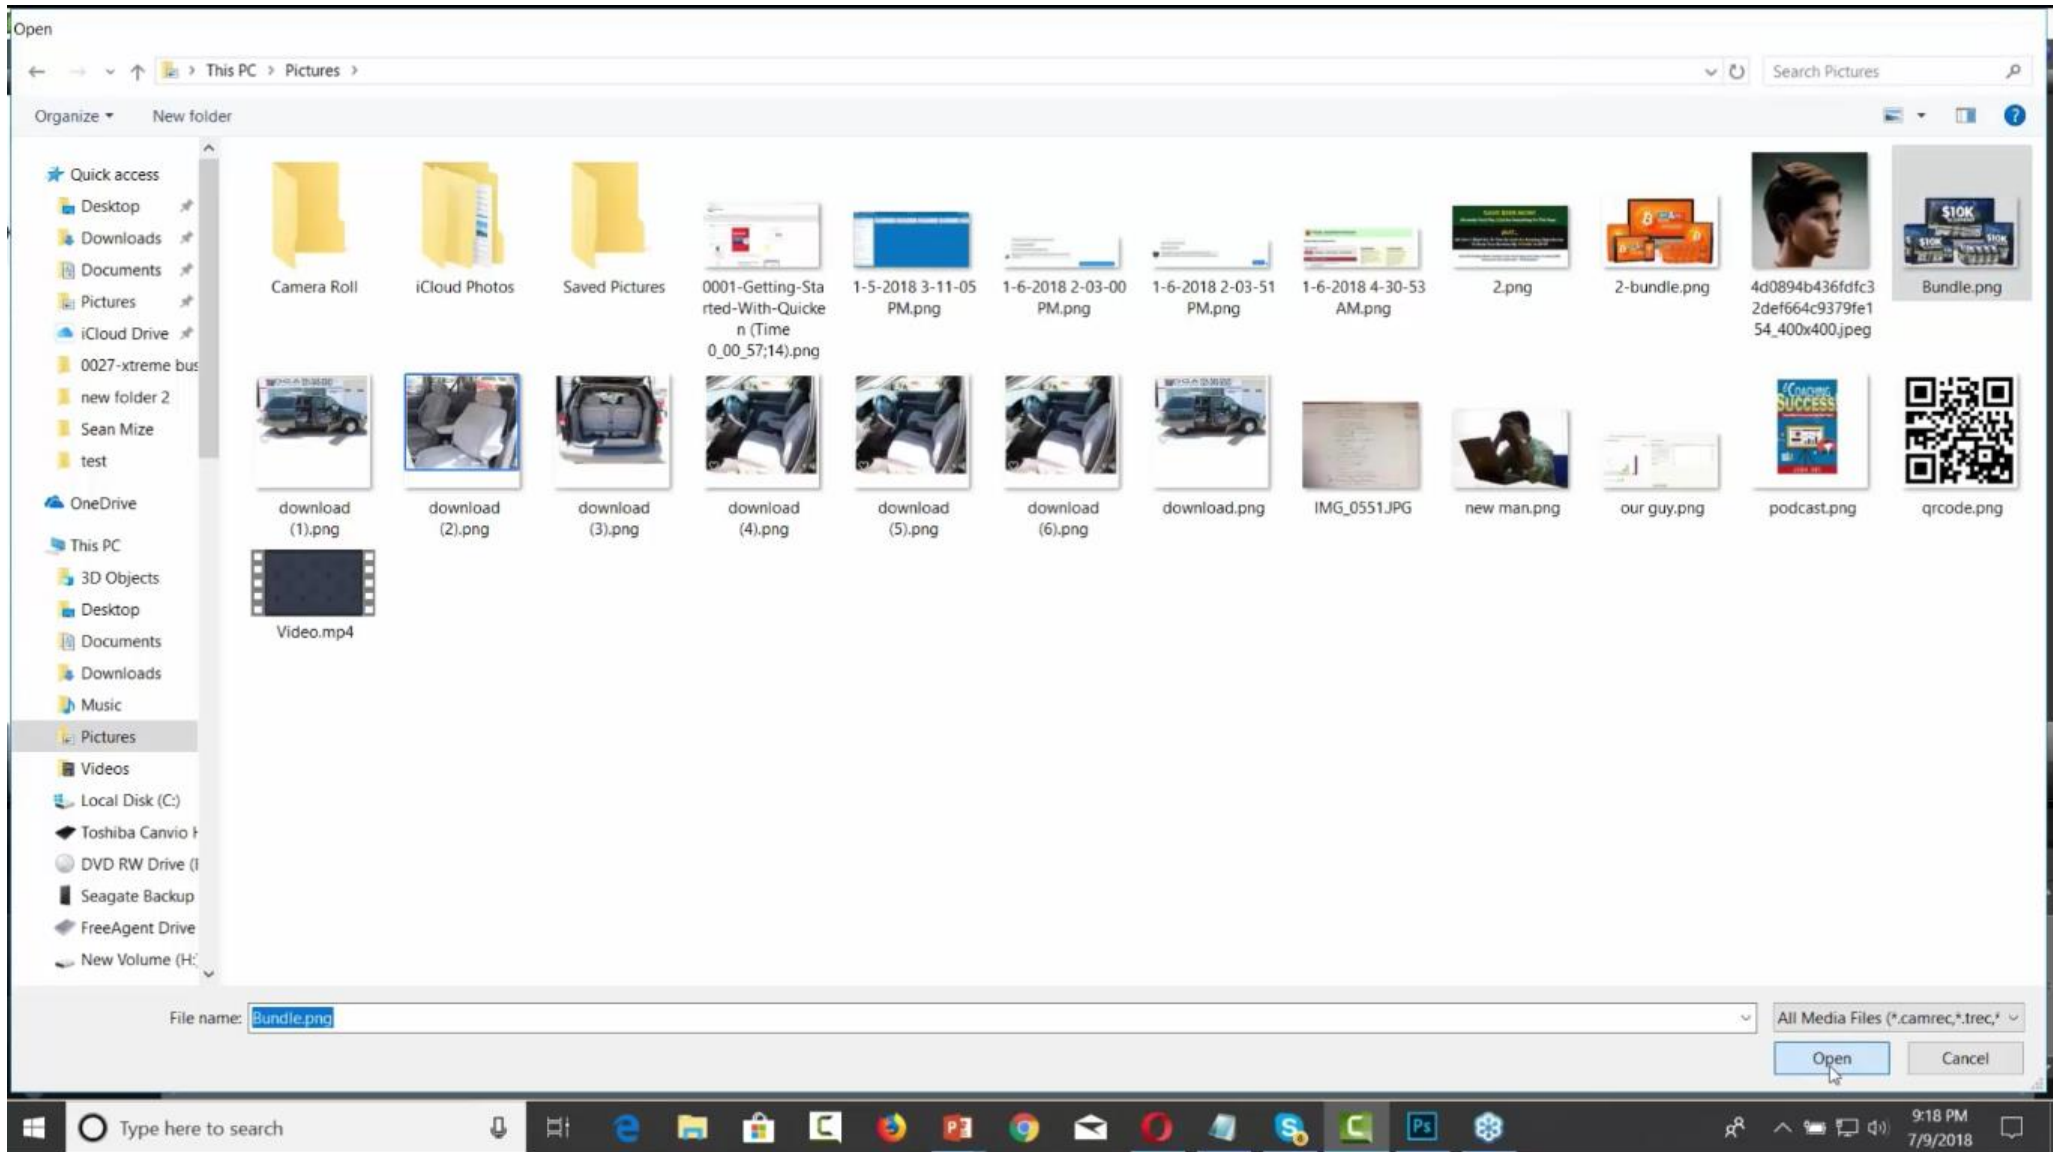 Open
This PC > Pictures >
Search Pictures
Organize
New folder
?
Quick access
Desktop
Downloads
Documents
Pictures
iCloud Drive
0027-xtreme bus
new folder 2
Sean Mize
test
OneDrive
This PC
3D Objects
Desktop
Documents
Downloads
Music
Pictures
Videos
Local Disk (C:)
Toshiba Canvio H
DVD RW Drive (
Seagate Backup
FreeAgent Drive
New Volume (H:
Camera Roll
iCloud Photos
Saved Pictures
0001-Getting-Sta
rted-With-Quicke
n (Time
0_00_57;14).png
1-5-2018 3-11-05
PM.png
1-6-2018 2-03-00
PM.png
1-6-2018 2-03-51
PM.png
1-6-2018 4-30-53
AM.png
2.png
2-bundle.png
4d0894b436fdfc3
2def664c9379fe1
54_400x400.jpeg
$10K
$10K
$10K
Bundle.png
download
(1).png
download
(2).png
download
(3).png
download
(4).png
download
(5).png
download
(6).png
download.png
IMG_0551.JPG
new man.png
our guy.png
COACHING
SUCCESS
podcast.png
qrcode.png
Video.mp4
File name:
Bundle.png
All Media Files (*.camrec,*.trec,*
Open
Cancel
Type here to search
Ps
9:18 PM
7/9/2018